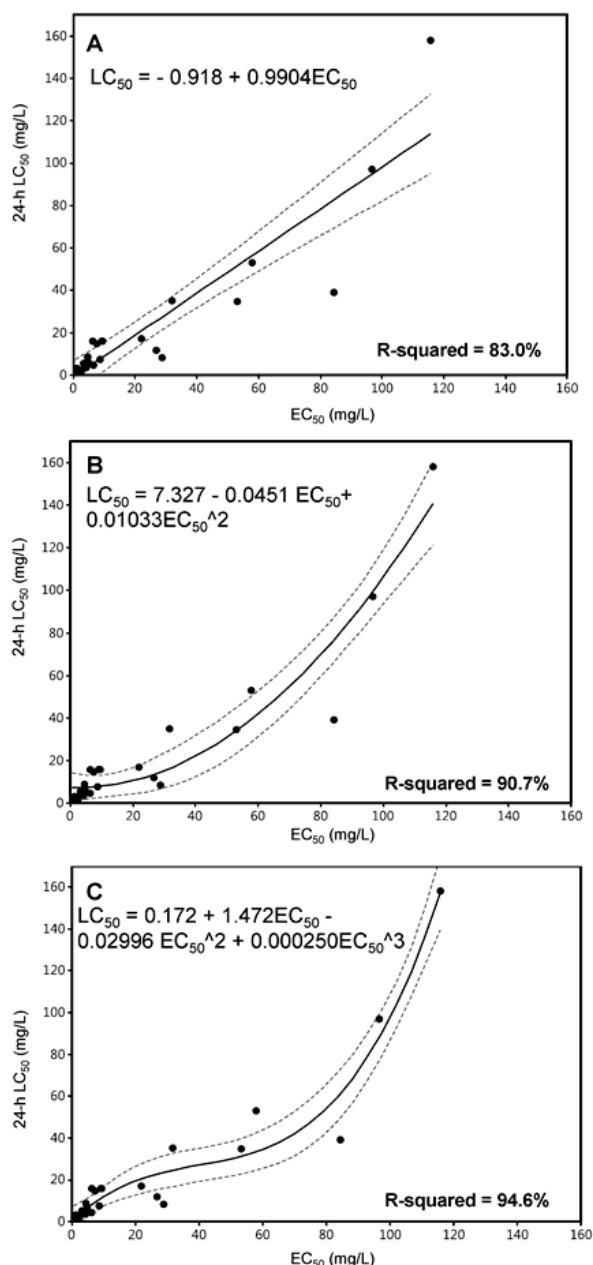 A
LC50 = - 0.918 + 0.9904EC50
24-h LC50 (mg/L)
160
140
120
100
80
60
40
20
0
R-squared = 83.0%
0 20 40 60 80 100 120 140 160
EC50 (mg/L)
B
LC50 = 7.327 - 0.0451 EC50+
0.01033EC50^2
24-h LC50 (mg/L)
160
140
120
100
80
60
40
20
0
R-squared = 90.7%
0 20 40 60 80 100 120 140 160
EC50 (mg/L)
C
LC50 = 0.172 + 1.472EC50 -
0.02996 EC50^2 + 0.000250EC50^3
24-h LC50 (mg/L)
160
140
120
100
80
60
40
20
0
R-squared = 94.6%
0 20 40 60 80 100 120 140 160
EC50 (mg/L)